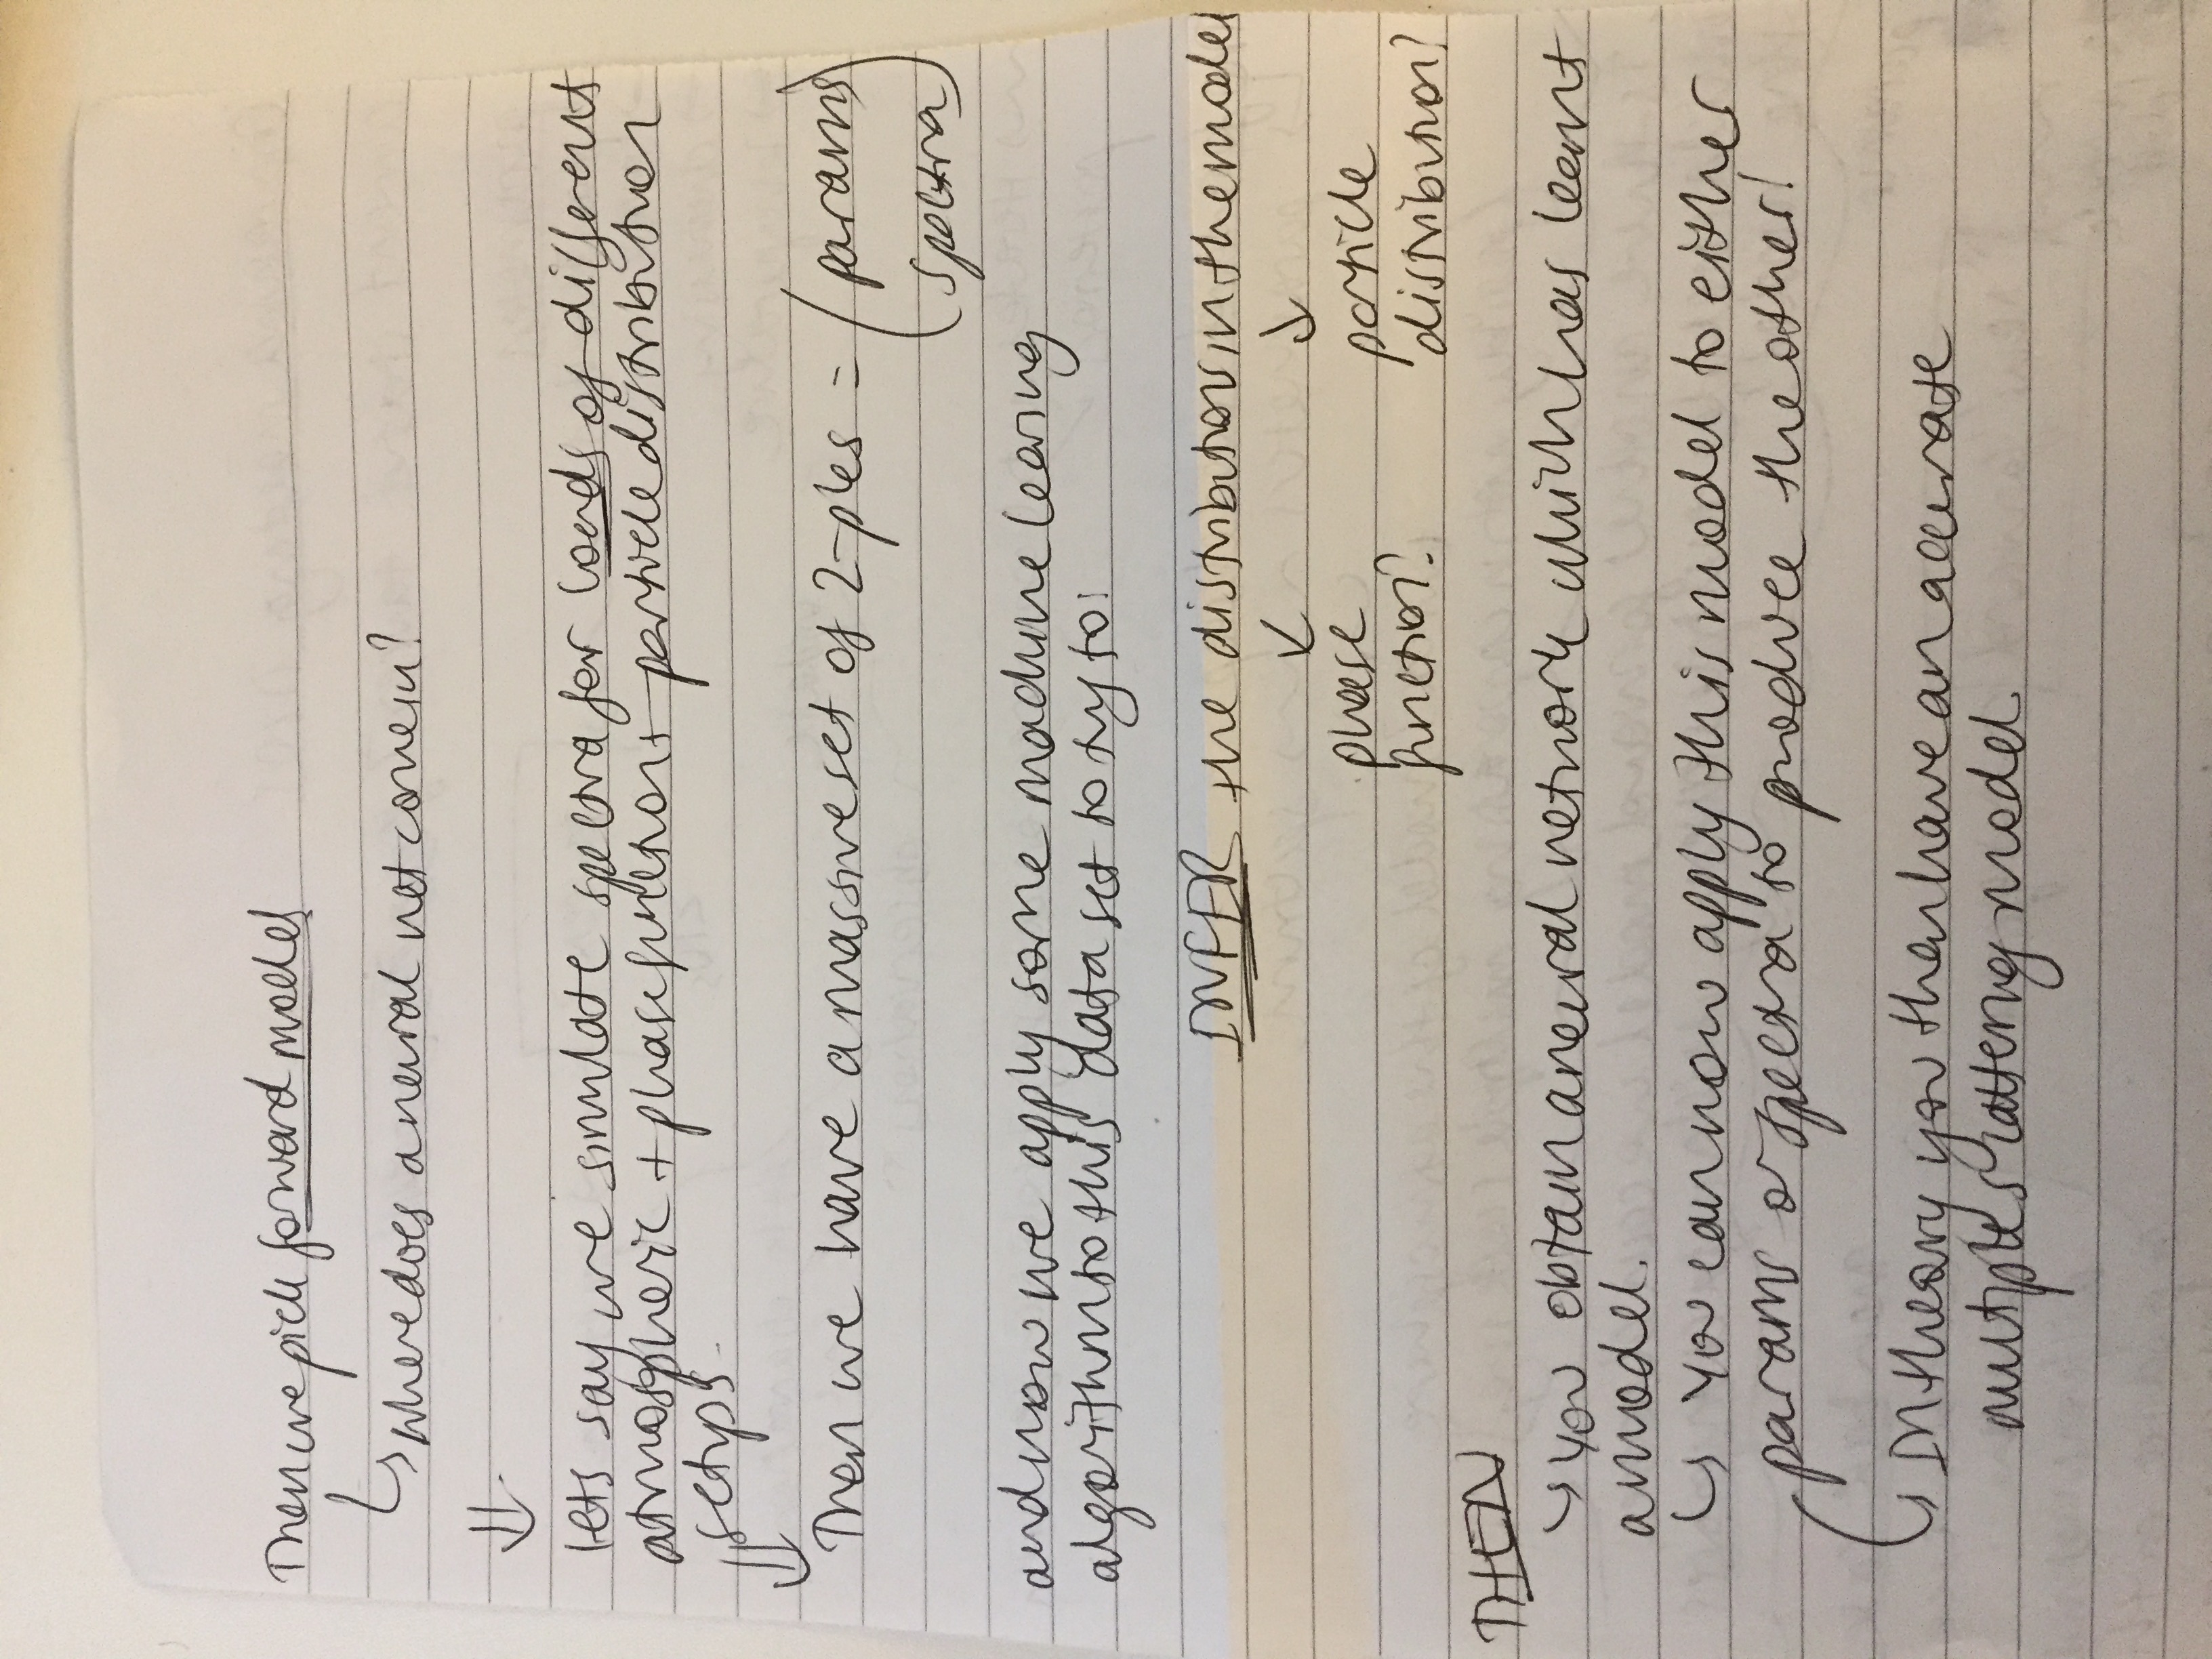 Then we pick forward model
↳ where does a neural net come in?
⇓
lets say we simulate spectra for loads of different
atmospheric + phase function + particle distribution
setups.
⇓
Then we have a massive set of 2-ples = (params)
(spectra)
and now we apply some machine learning
algorithm to this data set to try to:
INFER the distributions in the model
↓ ↓
phase particle
function? distribution?
THEN
↳ you obtain a neural network which has learnt
a model.
↳ you can now apply this model to either
params or spectra to produce the other!
↳ In theory you then have an accurate
multiple scattering model.